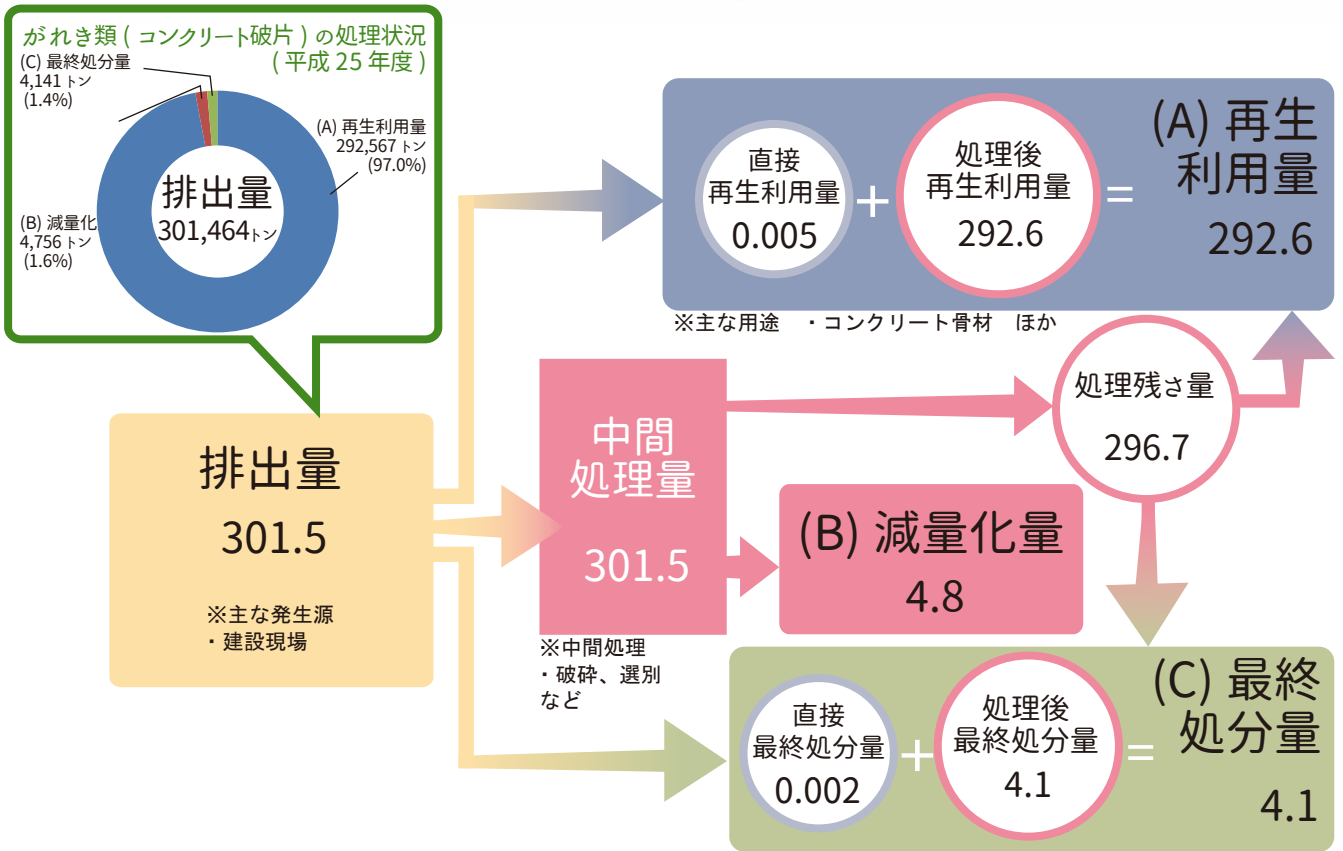 がれき類 ( コンクリート破片 ) の処理状況
( 平成 25 年度 )
(C) 最終処分量
4,141 トン
(1.4%)
(A) 再生利用量
292,567 トン
(97.0%)
排出量
301,464トン
(B) 減量化
4,756 トン
(1.6%)
直接
再生利用量
0.005
+
処理後
再生利用量
292.6
=
(A) 再生
利用量
292.6
※主な用途　・コンクリート骨材　ほか
排出量
301.5
※主な発生源
・建設現場
中間
処理量
301.5
※中間処理
・破砕、選別
など
処理残さ量
296.7
(B) 減量化量
4.8
直接
最終処分量
0.002
+
処理後
最終処分量
4.1
=
(C) 最終
処分量
4.1